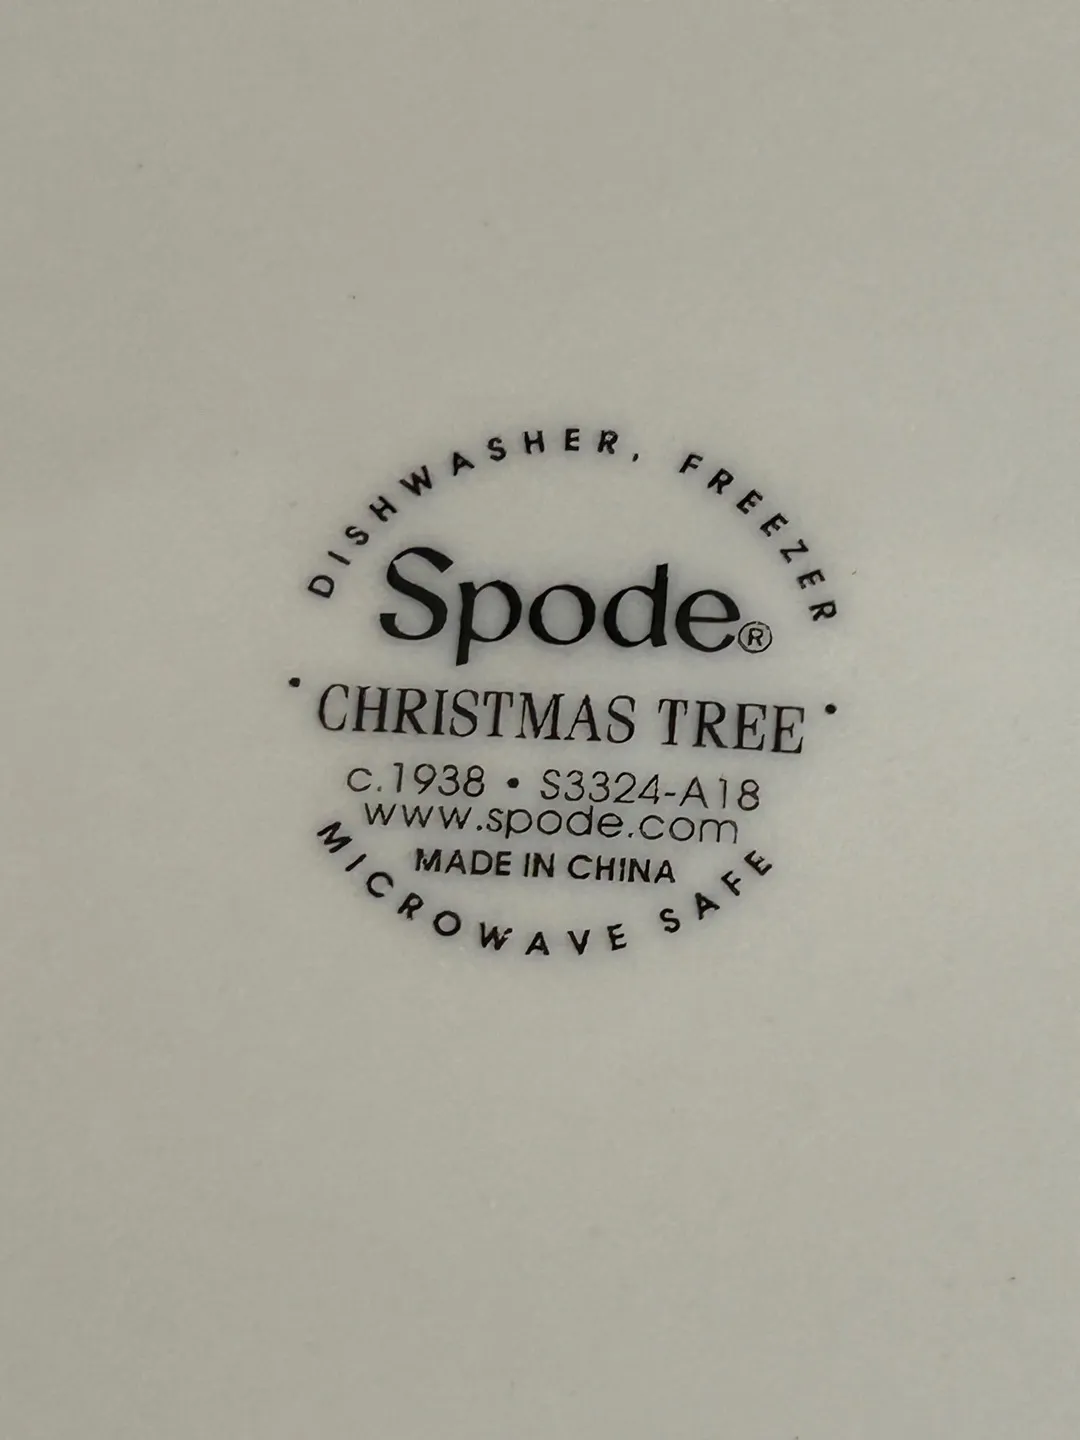 DISHWASHER, FREEZER
Spode®
• CHRISTMAS TREE •
c.1938 • S3324-A18
www.spode.com
MADE IN CHINA
MICROWAVE SAFE